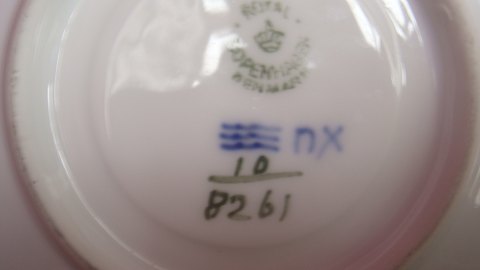 ROYAL
COPENHAGEN
DENMARK
nx
10
8261